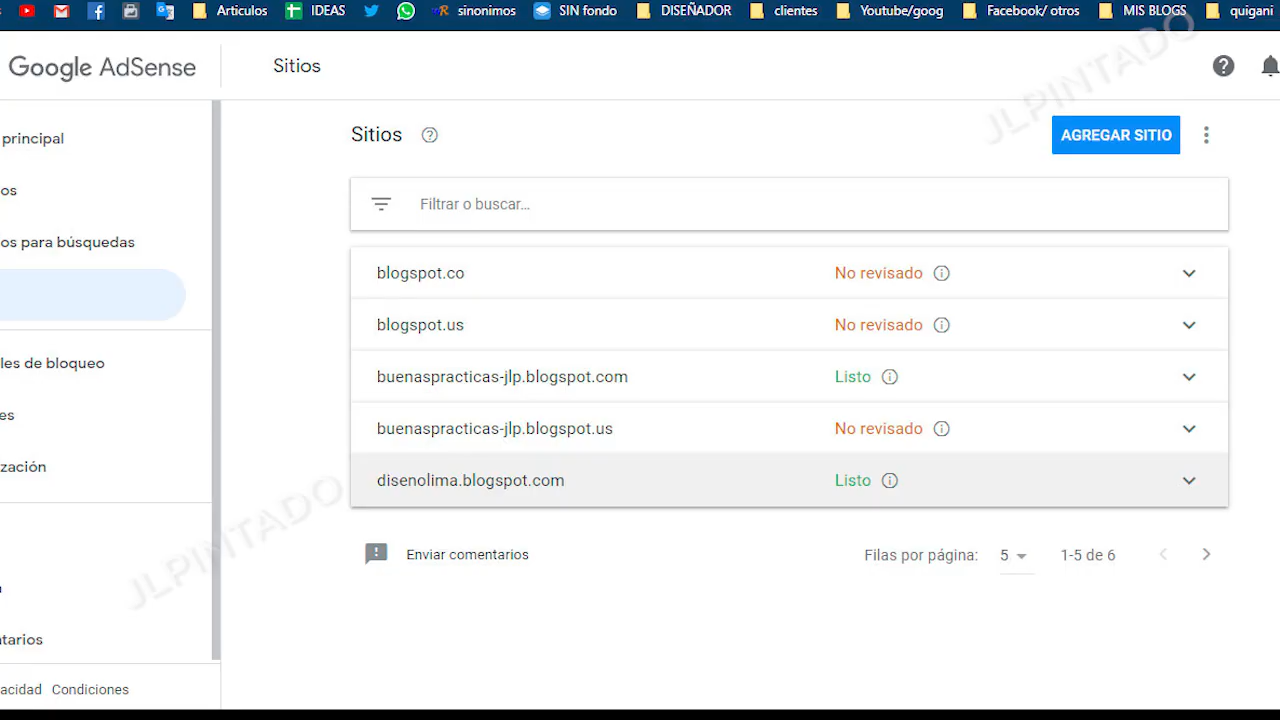 Articulos IDEAS sinonimos SIN fondo DISEÑADOR clientes Youtube/goog Facebook/ otros MIS BLOGS quigani
Google AdSense
Sitios
principal
os
os para búsquedas
les de bloqueo
es
zación
ntarios
acidad Condiciones
Sitios
AGREGAR SITIO
Filtrar o buscar...
blogspot.co No revisado
blogspot.us No revisado
buenaspracticas-jlp.blogspot.com Listo
buenaspracticas-jlp.blogspot.us No revisado
disenolima.blogspot.com Listo
Enviar comentarios
Filas por página: 5 1-5 de 6
JLPINTADO
JLPINTADO